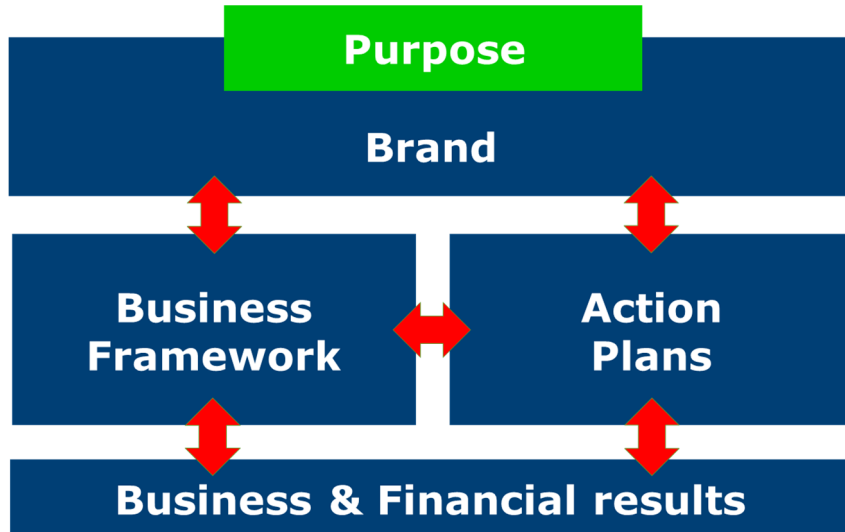 Purpose
Brand
Business
Framework
Action
Plans
Business & Financial results